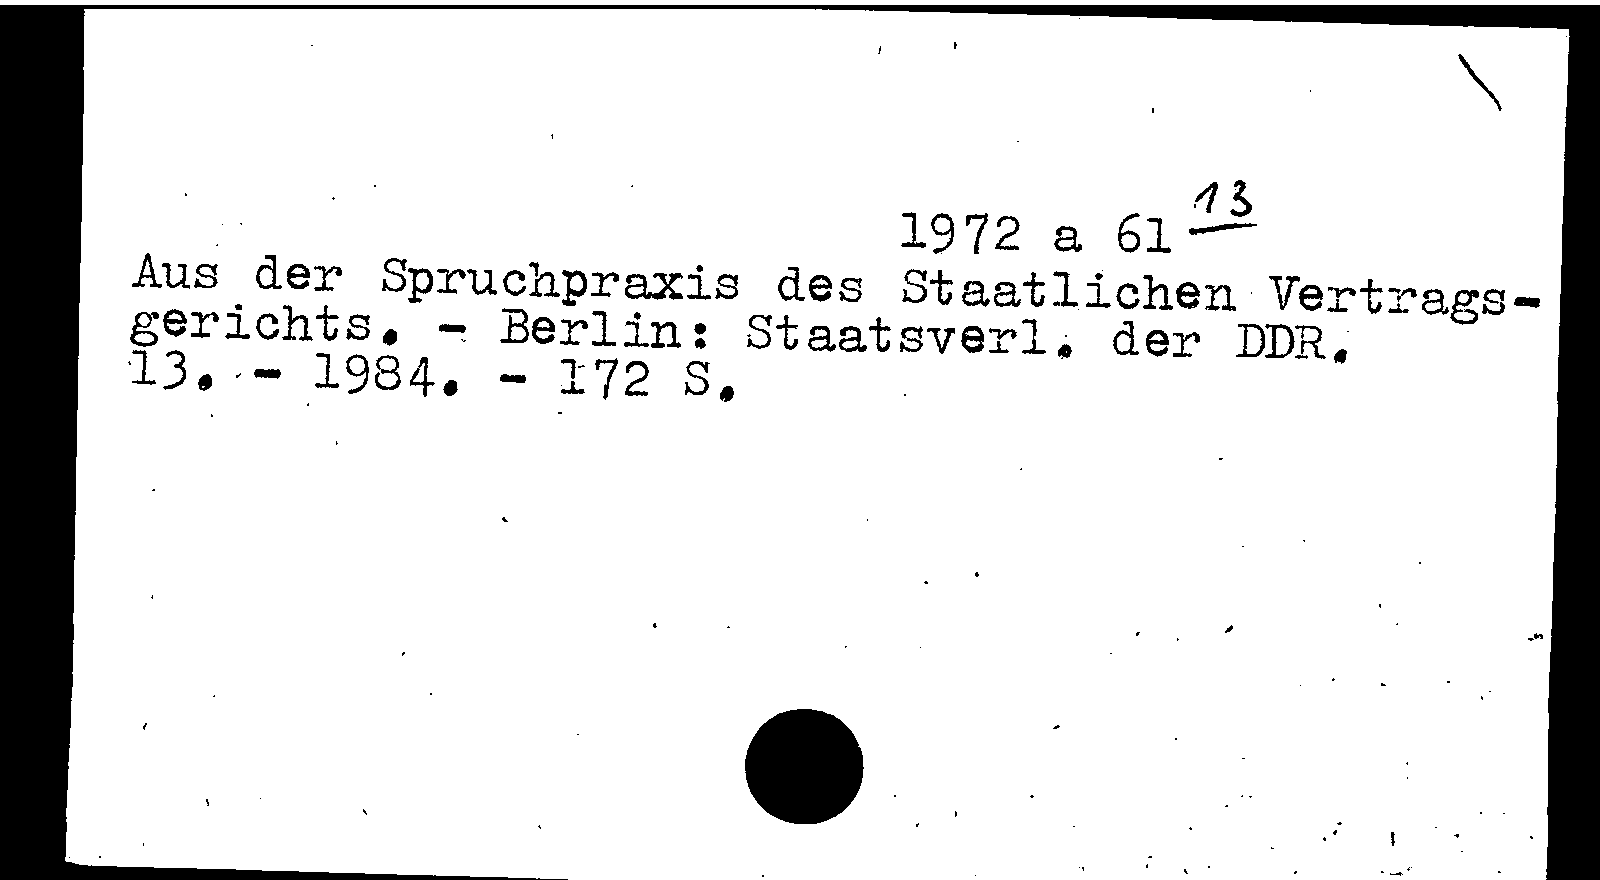 1972 a 61 13
Aus der Spruchpraxis des Staatlichen Vertrags-
gerichts. - Berlin: Staatsverl. der DDR.
13. - 1984. - 172 S.